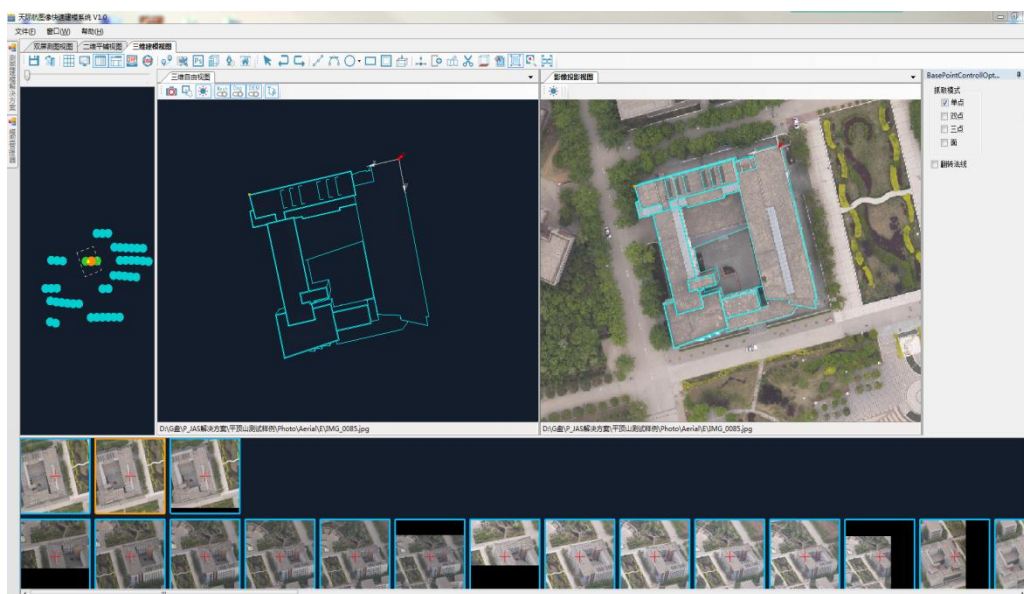 天际航图像快速建模系统 V1.0
文件(F) 窗口(W) 帮助(H)
双屏测图视图 二维平铺视图 三维建模视图
三维自由视图
影像投影视图
BasePointControllOpt...
抓取模式
单点
双点
三点
面
翻转法线
D:\G盘\P_JAS解决方案\平顶山测试样例\Photo\Aerial\E\IMG_0085.jpg
D:\G盘\P_JAS解决方案\平顶山测试样例\Photo\Aerial\E\IMG_0085.jpg